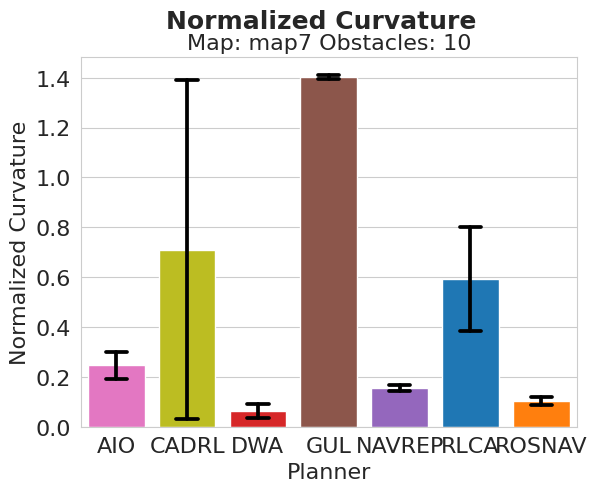 Normalized Curvature
Map: map7 Obstacles: 10
Normalized Curvature
1.4
1.2
1.0
0.8
0.6
0.4
0.2
0.0
AIO CADRL DWA GUL NAVREP RLCA ROSNAV
Planner